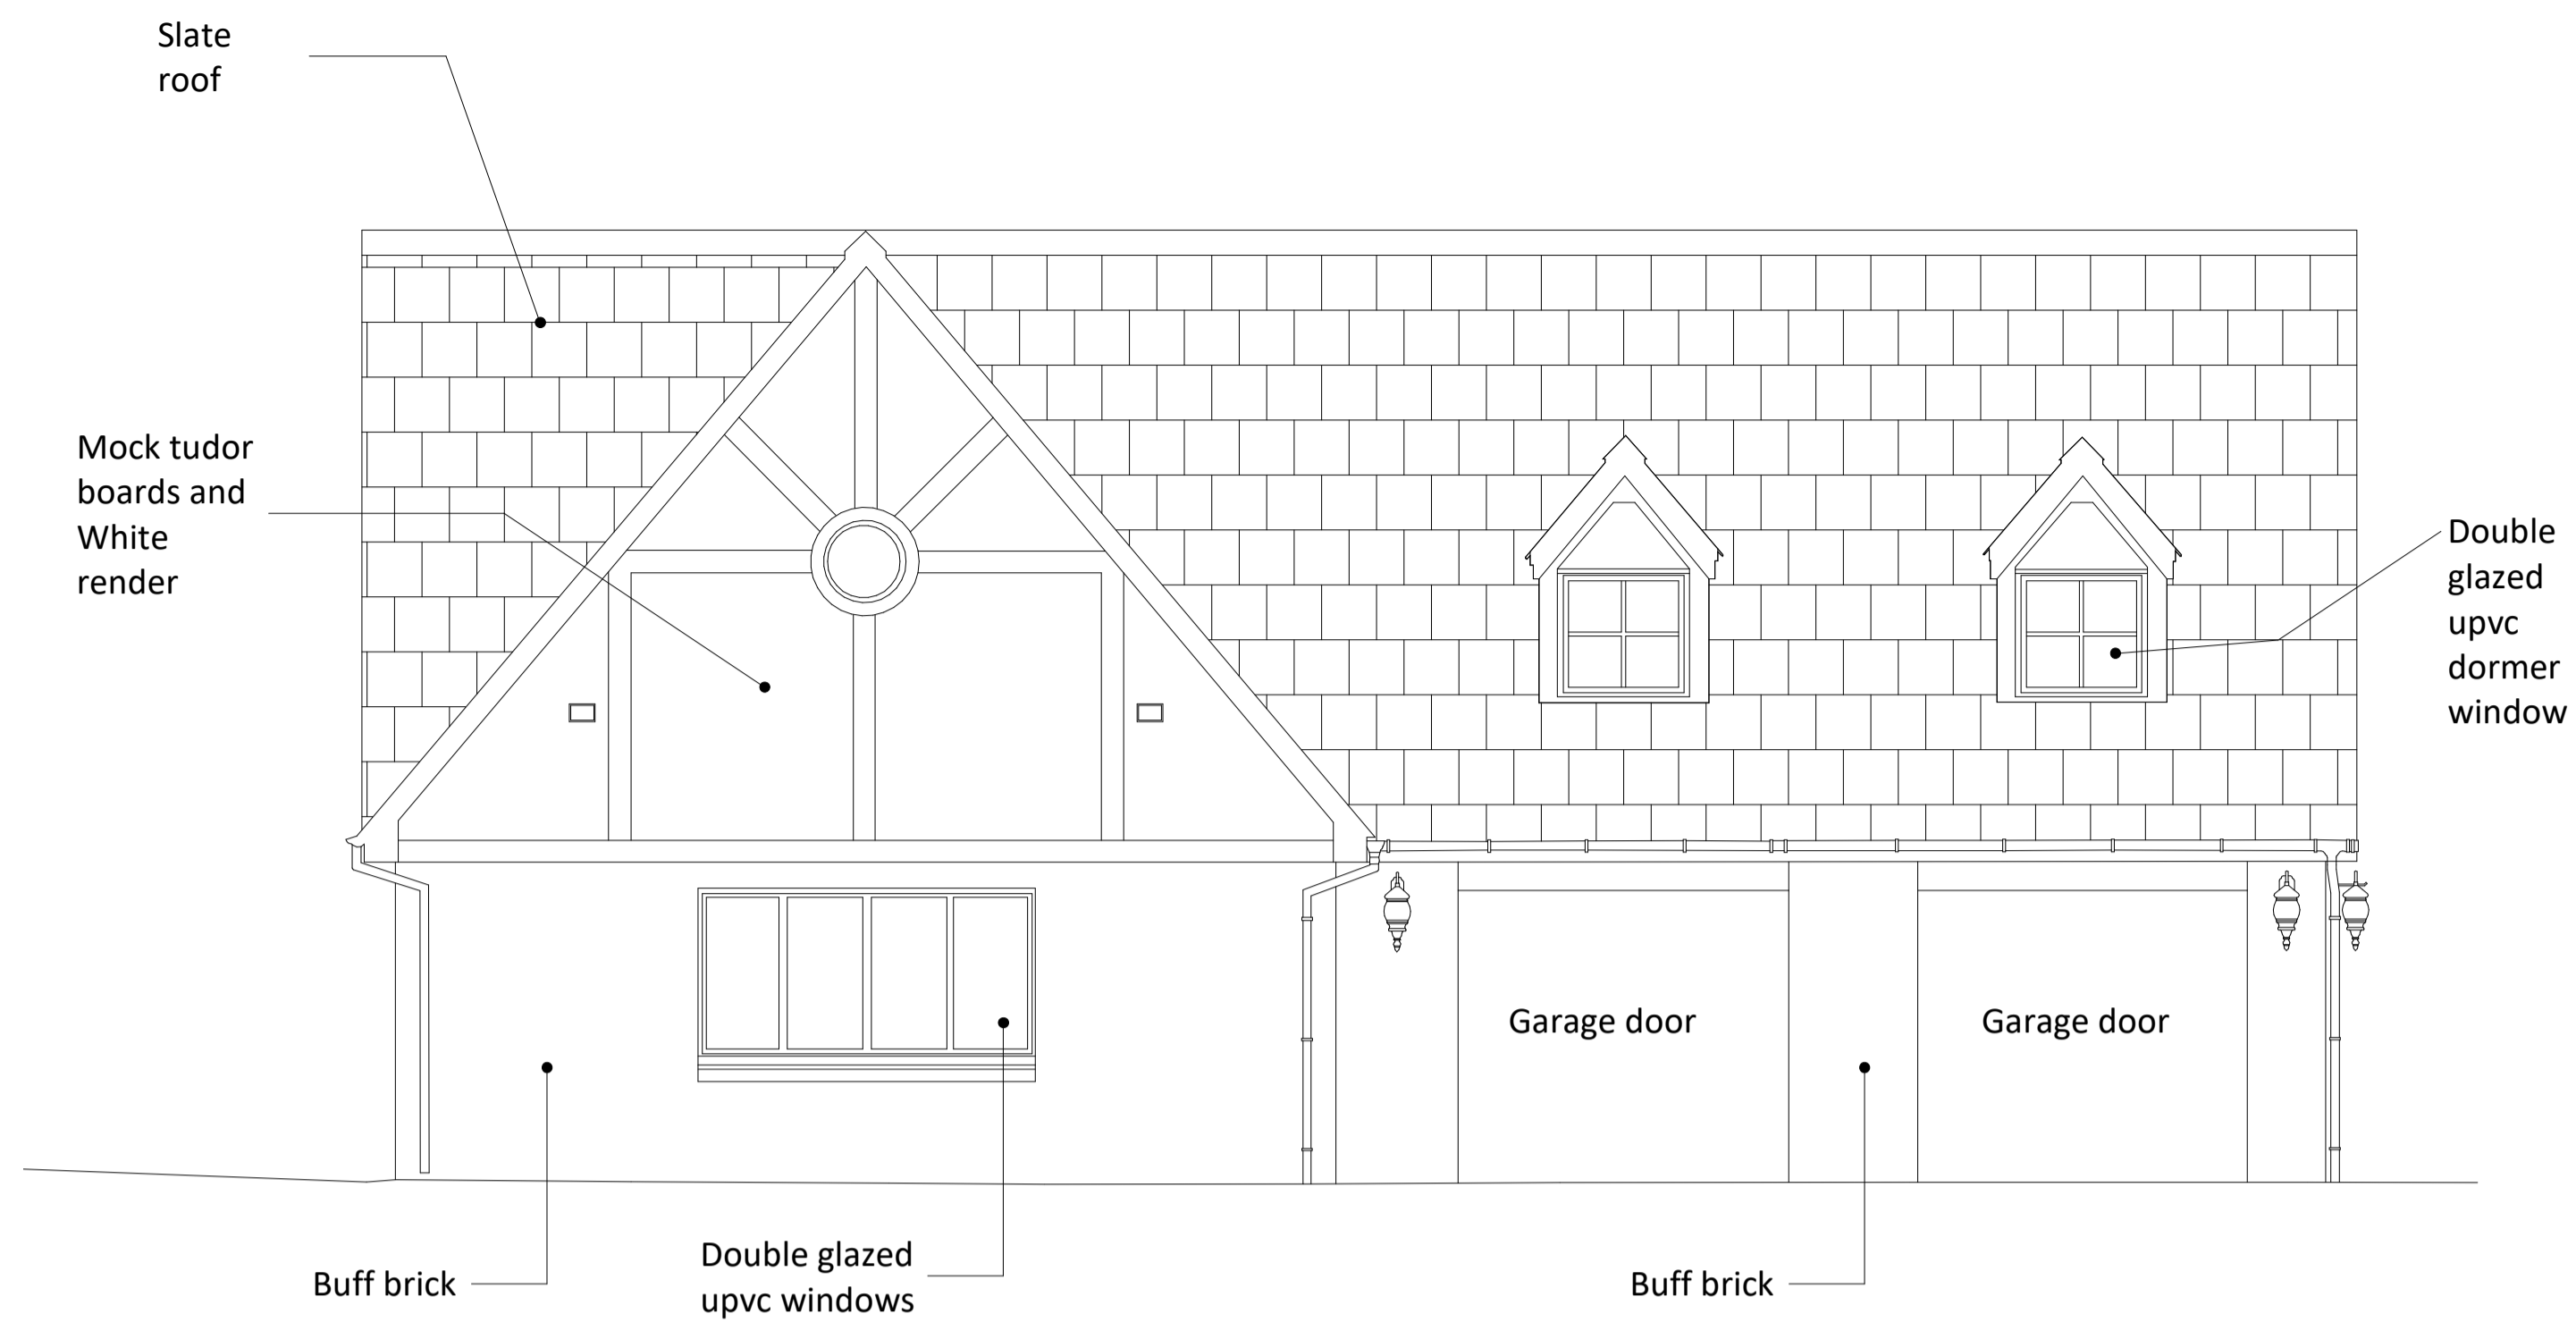 Slate
roof
Mock tudor
boards and
White
render
Double
glazed
upvc
dormer
window
Garage door
Garage door
Buff brick
Double glazed
upvc windows
Buff brick